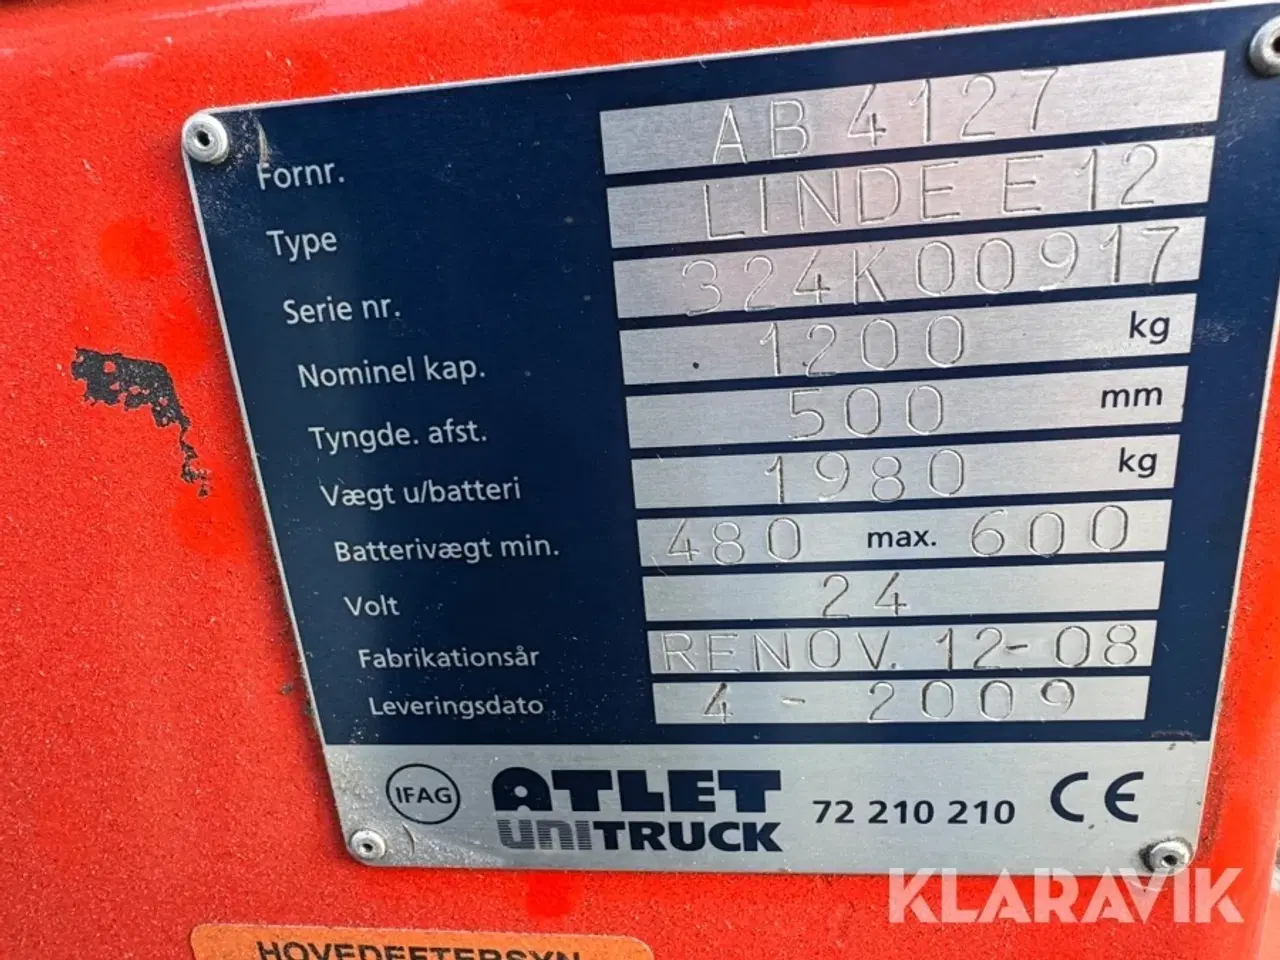 Fornr. AB 4127
Type LINDE E 12
Serie nr. 324K00917
Nominel kap. 1200 kg
Tyngde. afst. 500 mm
Vægt u/batteri 1980 kg
Batterivægt min. 480 max. 600
Volt 24
Fabrikationsår RENOV. 12-08
Leveringsdato 4 - 2009
IFAG ATLET 72 210 210 CE
UNITRUCK
KLARAVIK
HOVEDEFTERSYN